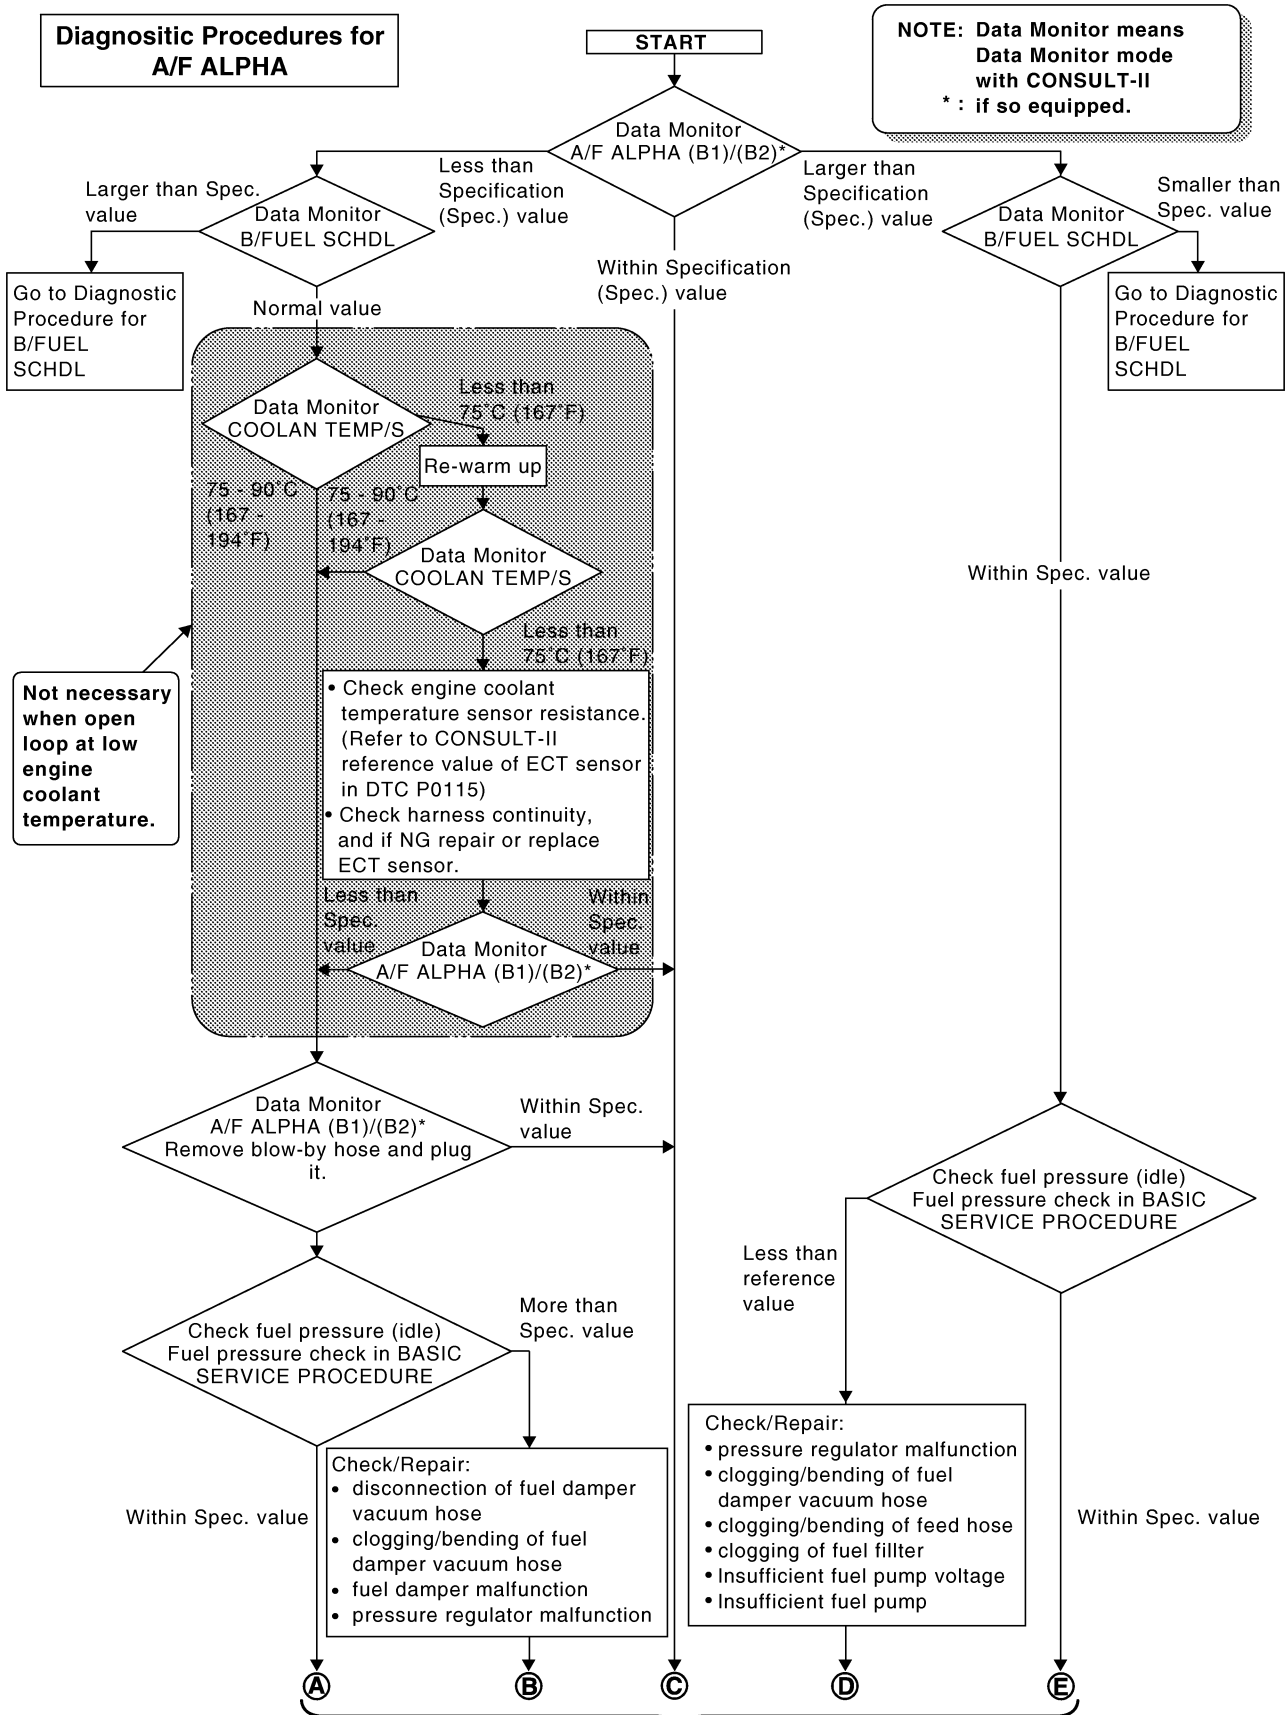 Diagnositic Procedures for
A/F ALPHA
START
NOTE: Data Monitor means
Data Monitor mode
with CONSULT-II
* : if so equipped.
Data Monitor
A/F ALPHA (B1)/(B2)*
Less than
Specification
(Spec.) value
Larger than
Specification
(Spec.) value
Within Specification
(Spec.) value
Larger than Spec.
value
Data Monitor
B/FUEL SCHDL
Go to Diagnostic
Procedure for
B/FUEL
SCHDL
Normal value
Data Monitor
B/FUEL SCHDL
Smaller than
Spec. value
Go to Diagnostic
Procedure for
B/FUEL
SCHDL
Data Monitor
COOLAN TEMP/S
Less than
75°C (167°F)
Re-warm up
75 - 90°C
(167 -
194°F)
75 - 90°C
(167 -
194°F)
Data Monitor
COOLAN TEMP/S
Less than
75°C (167°F)
Within Spec. value
Not necessary
when open
loop at low
engine
coolant
temperature.
• Check engine coolant
temperature sensor resistance.
(Refer to CONSULT-II
reference value of ECT sensor
in DTC P0115)
• Check harness continuity,
and if NG repair or replace
ECT sensor.
Less than
Spec.
value
Within
Spec.
value
Data Monitor
A/F ALPHA (B1)/(B2)*
Data Monitor
A/F ALPHA (B1)/(B2)*
Remove blow-by hose and plug
it.
Within Spec.
value
Check fuel pressure (idle)
Fuel pressure check in BASIC
SERVICE PROCEDURE
Less than
reference
value
Check fuel pressure (idle)
Fuel pressure check in BASIC
SERVICE PROCEDURE
More than
Spec. value
Within Spec. value
Check/Repair:
• disconnection of fuel damper
vacuum hose
• clogging/bending of fuel
damper vacuum hose
• fuel damper malfunction
• pressure regulator malfunction
Check/Repair:
• pressure regulator malfunction
• clogging/bending of fuel
damper vacuum hose
• clogging/bending of feed hose
• clogging of fuel fillter
• Insufficient fuel pump voltage
• Insufficient fuel pump
Within Spec. value
A B C D E